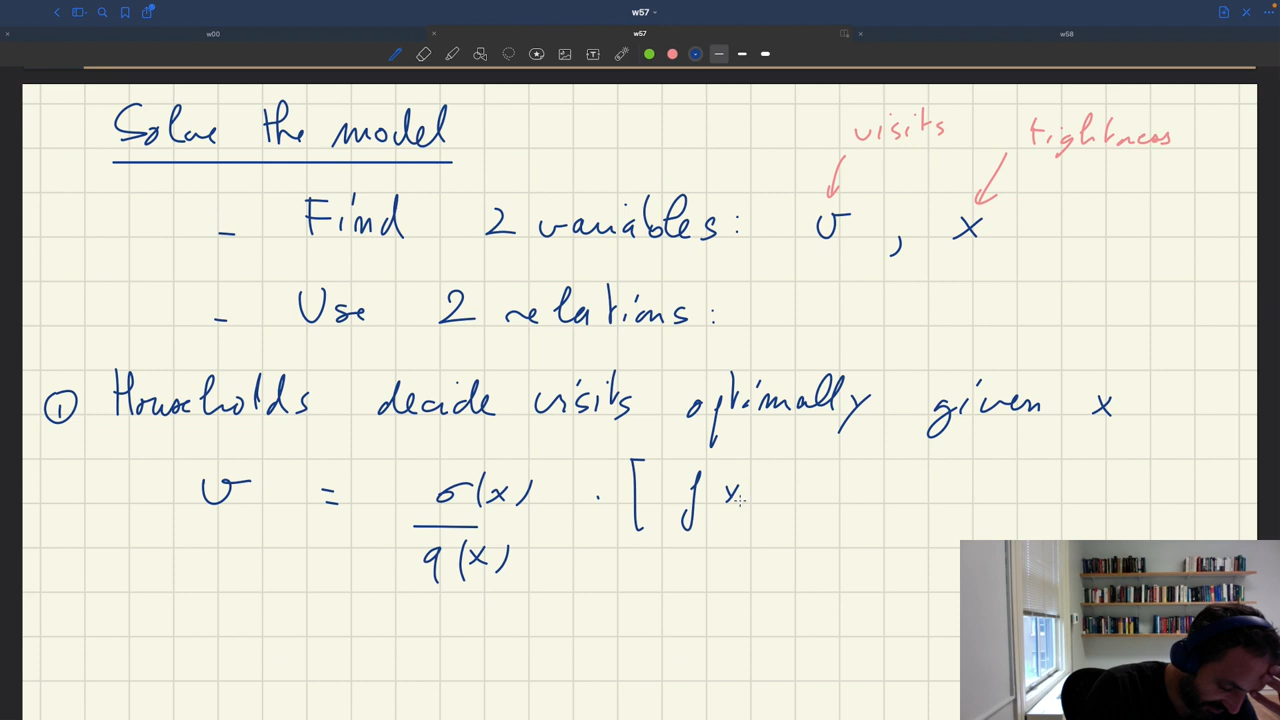 w57
w00
w57
w58
Solve the model
visits
tightness
- Find 2 variables: v, x
- Use 2 relations:
① Households decide visits optimally given x
v = σ(x) / q(x) · [ ∫ x